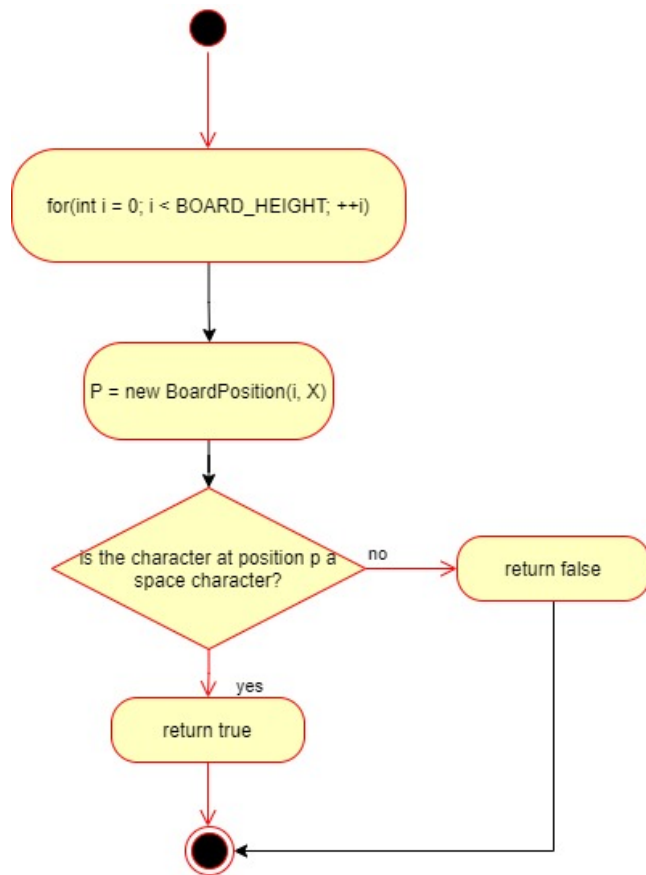 for(int i = 0; i < BOARD_HEIGHT; ++i)
P = new BoardPosition(i, X)
is the character at position p a
space character?
no
return false
yes
return true